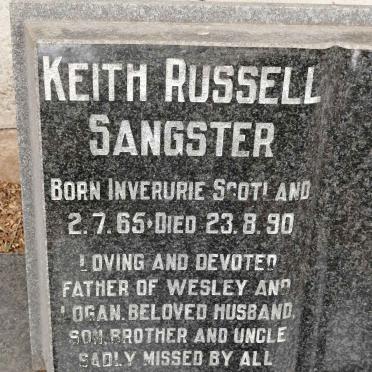 KEITH RUSSELL
SANGSTER
BORN INVERURIE SCOTLAND
2.7.65·DIED 23.8.90
LOVING AND DEVOTED
FATHER OF WESLEY AND
LOGAN. BELOVED HUSBAND,
SON, BROTHER AND UNCLE
SADLY MISSED BY ALL